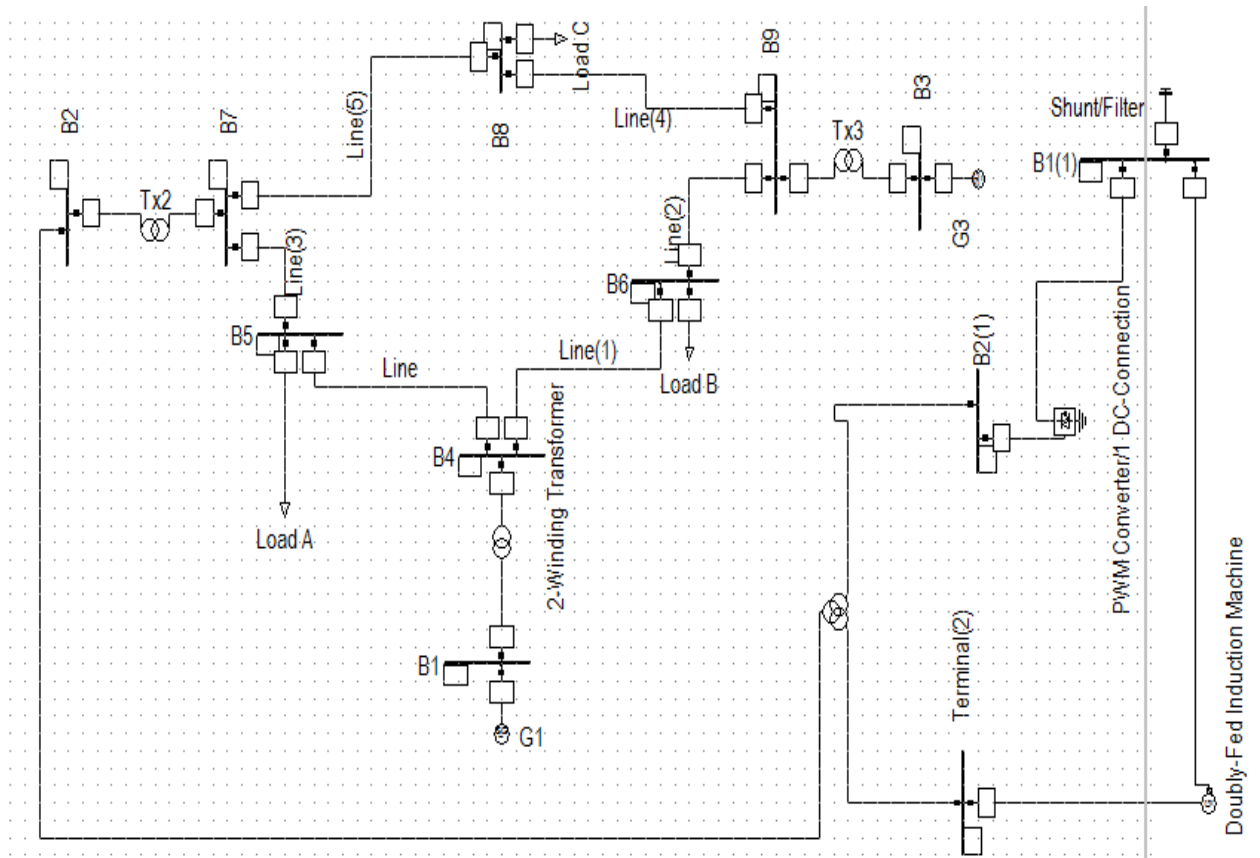 B2
B7
Line(5)
B8
Load C
Line(4)
B9
Tx3
B3
G3
Shunt/Filter
B1(1)
Tx2
Line(3)
B5
Line
Load A
Line(2)
B6
Line(1)
Load B
B4
2-Winding Transformer
B1
G1
B2(1)
PWM Converter/1 DC-Connection
Terminal(2)
Doubly-Fed Induction Machine